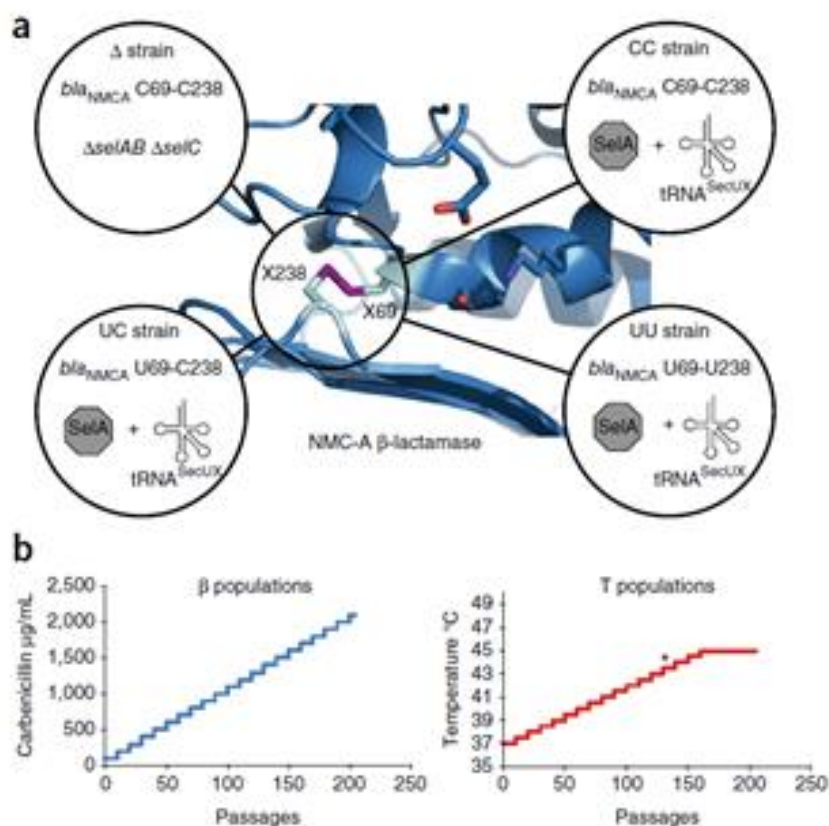 a
Δ strain
bla NMCA C69-C238
ΔselAB ΔselC
CC strain
bla NMCA C69-C238
SelA + tRNA SecUX
X238
X69
UC strain
bla NMCA U69-C238
SelA + tRNA SecUX
UU strain
bla NMCA U69-U238
SelA + tRNA SecUX
NMC-A β-lactamase
b
β populations
Carbenicillin µg/mL
2,500
2,000
1,500
1,000
500
0
0 50 100 150 200 250
Passages
T populations
Temperature °C
49
47
45
43
41
39
37
35
*
0 50 100 150 200 250
Passages